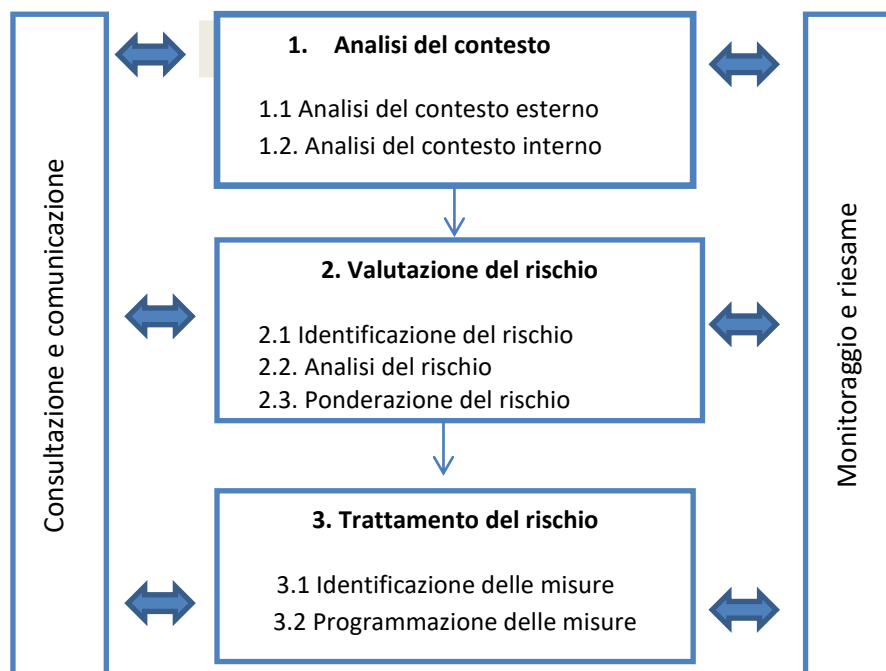 Consultazione e comunicazione
1. Analisi del contesto
1.1 Analisi del contesto esterno
1.2. Analisi del contesto interno
2. Valutazione del rischio
2.1 Identificazione del rischio
2.2. Analisi del rischio
2.3. Ponderazione del rischio
3. Trattamento del rischio
3.1 Identificazione delle misure
3.2 Programmazione delle misure
Monitoraggio e riesame